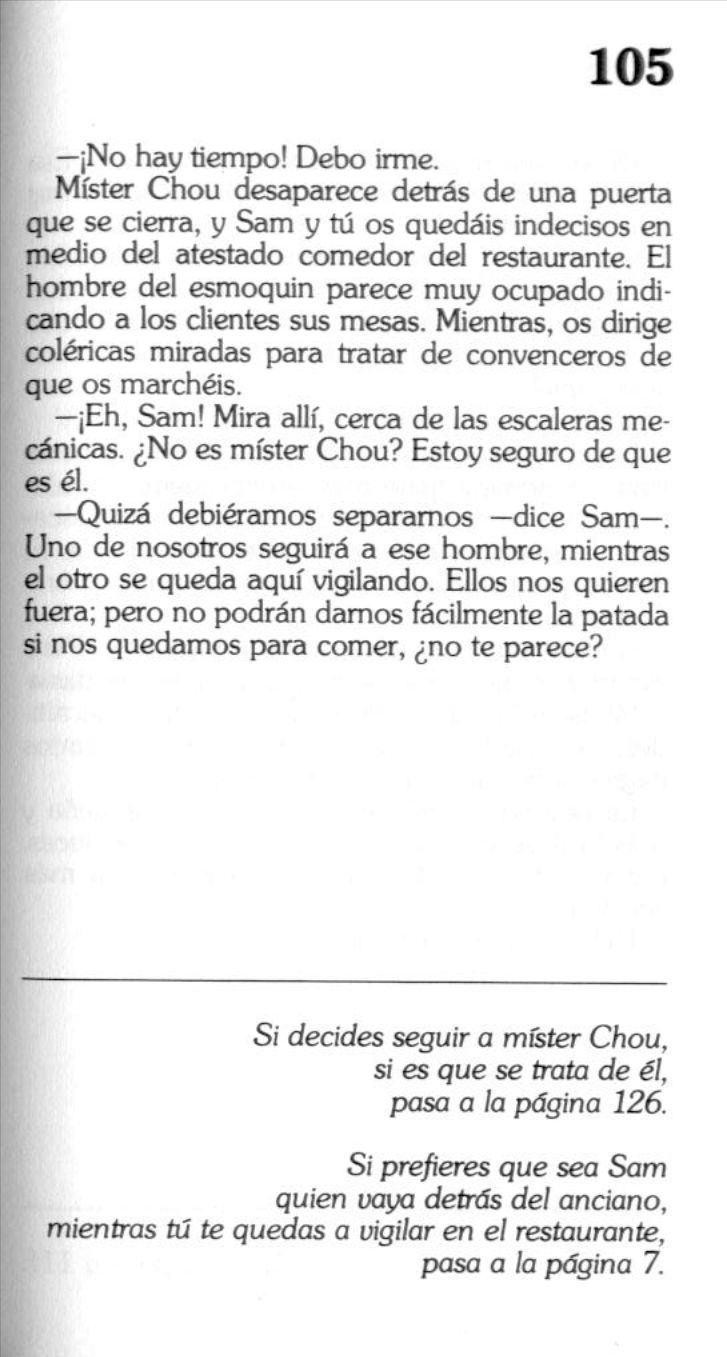 105
—¡No hay tiempo! Debo irme.
Míster Chou desaparece detrás de una puerta
que se cierra, y Sam y tú os quedáis indecisos en
medio del atestado comedor del restaurante. El
hombre del esmoquin parece muy ocupado indi-
cando a los clientes sus mesas. Mientras, os dirige
coléricas miradas para tratar de convenceros de
que os marchéis.
—¡Eh, Sam! Mira allí, cerca de las escaleras me-
cánicas. ¿No es míster Chou? Estoy seguro de que
es él.
—Quizá debiéramos separarnos —dice Sam—.
Uno de nosotros seguirá a ese hombre, mientras
el otro se queda aquí vigilando. Ellos nos quieren
fuera; pero no podrán darnos fácilmente la patada
si nos quedamos para comer, ¿no te parece?
Si decides seguir a míster Chou,
si es que se trata de él,
pasa a la página 126.
Si prefieres que sea Sam
quien vaya detrás del anciano,
mientras tú te quedas a vigilar en el restaurante,
pasa a la página 7.